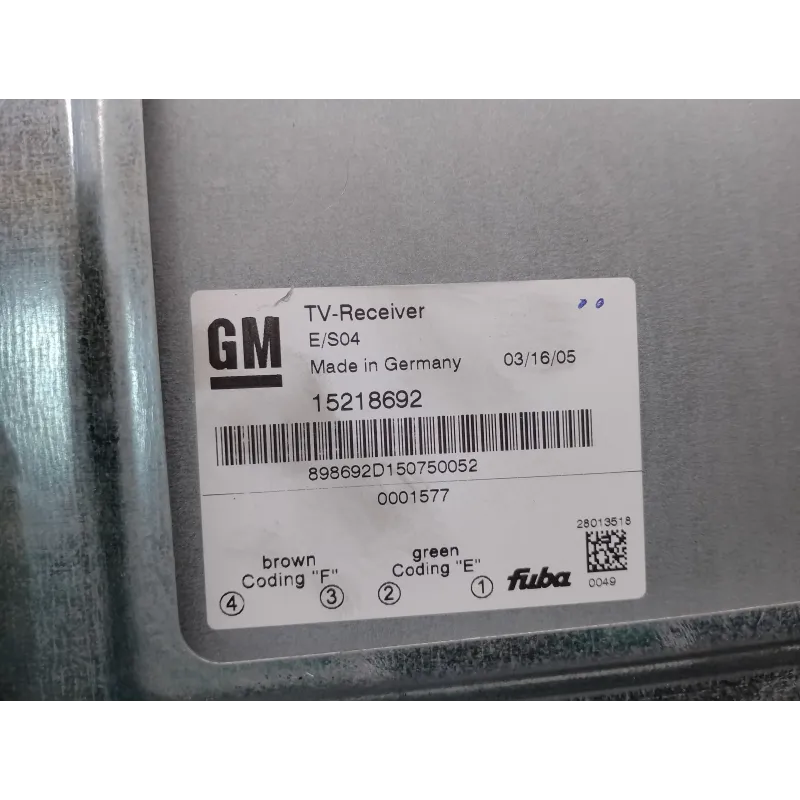 GM
TV-Receiver
E/S04
Made in Germany 03/16/05
15218692
898692D150750052
0001577
28013518
brown
Coding "F"
green
Coding "E"
4 3 2 1
fuba
0049